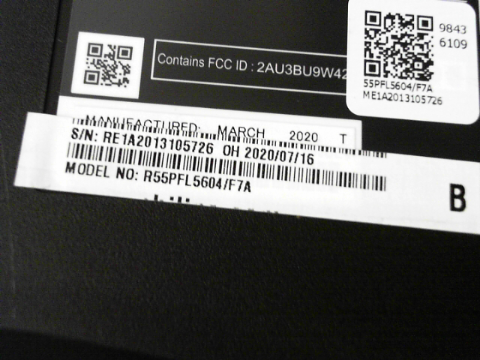 Contains FCC ID : 2AU3BU9W42
9843
6109
55PFL5604/F7A
ME1A2013105726
MANUFACTURED: MARCH 2020 T
S/N: RE1A2013105726 OH 2020/07/16
MODEL NO: R55PFL5604/F7A
B